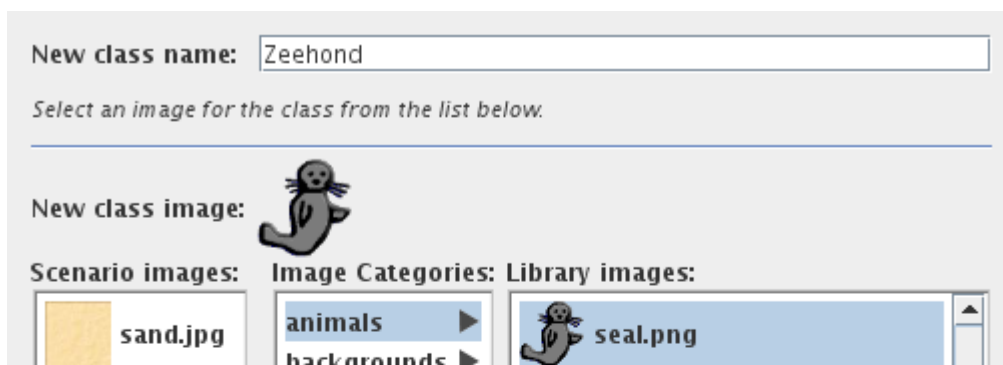 New class name: Zeehond
Select an image for the class from the list below.
New class image:
Scenario images: Image Categories: Library images:
sand.jpg animals seal.png
backgrounds